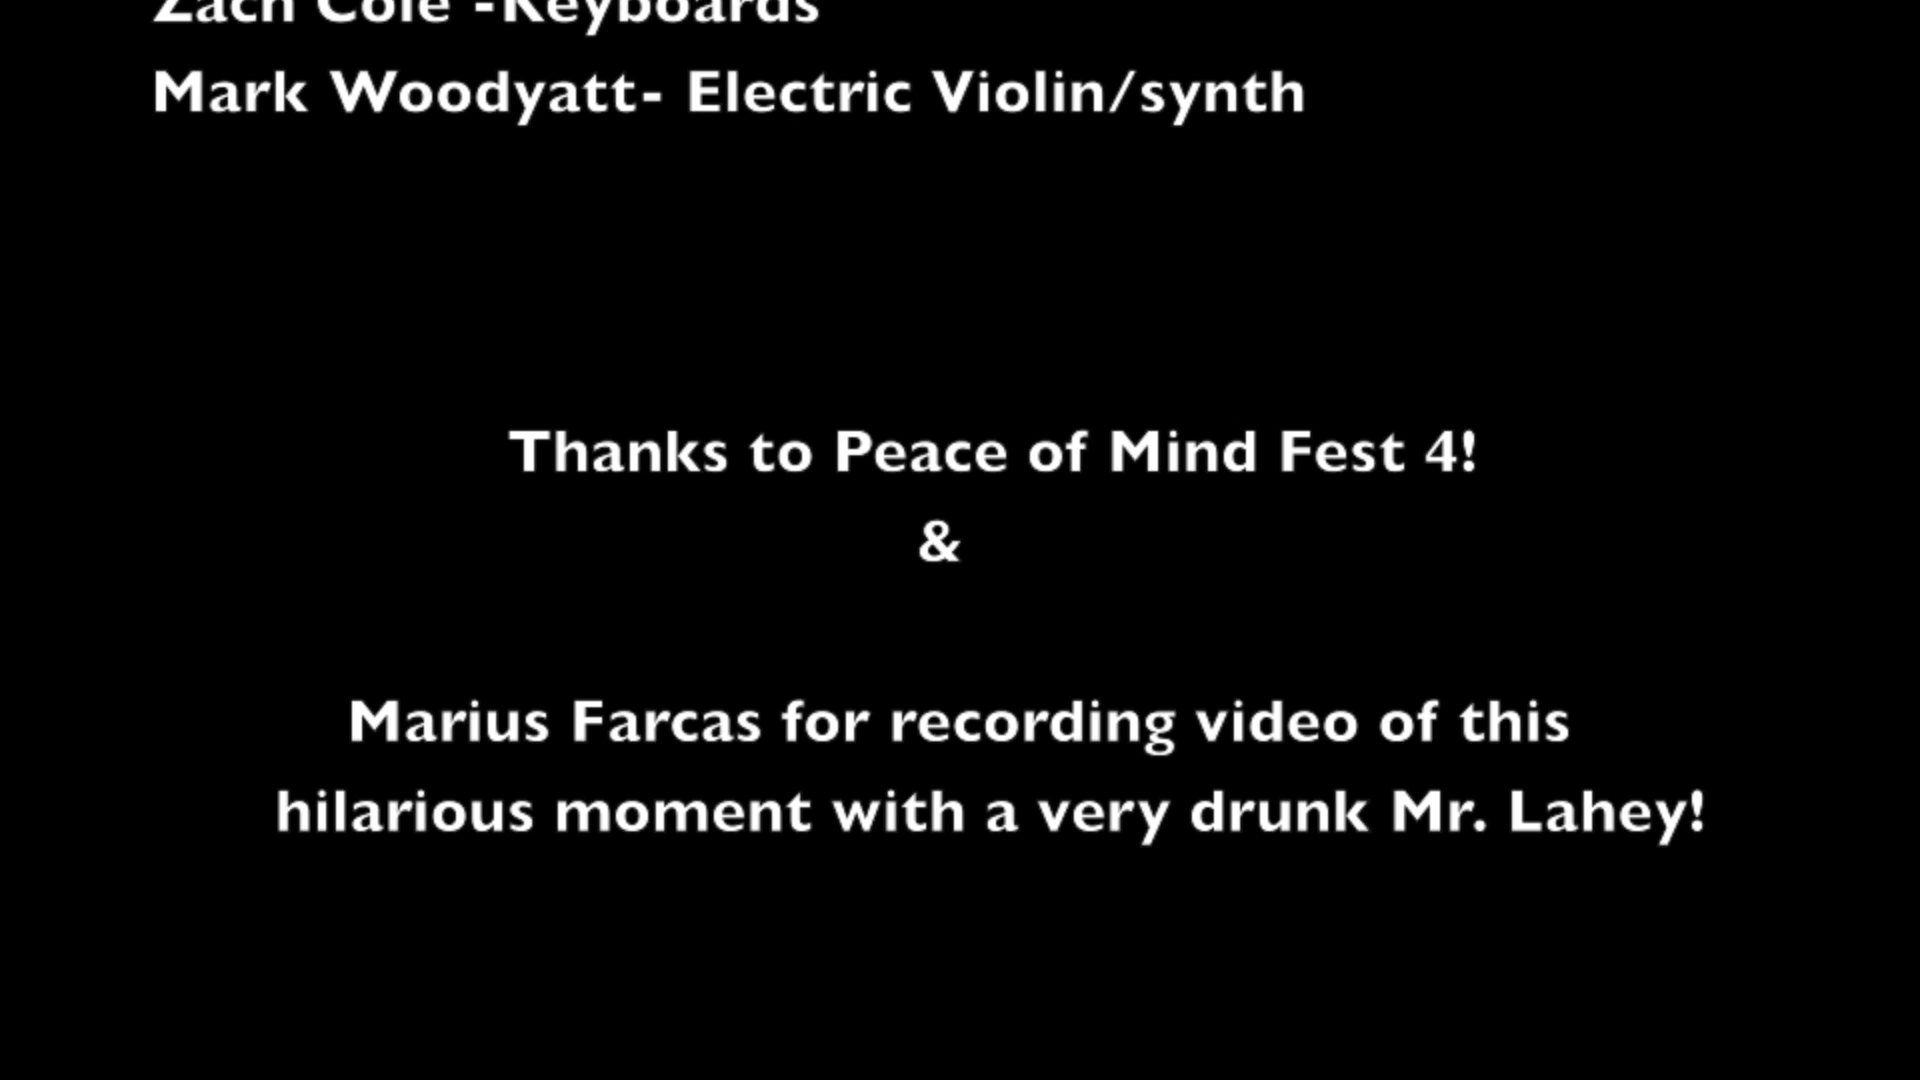 Zach Cole -Keyboards
Mark Woodyatt- Electric Violin/synth
Thanks to Peace of Mind Fest 4!
&
Marius Farcas for recording video of this
hilarious moment with a very drunk Mr. Lahey!